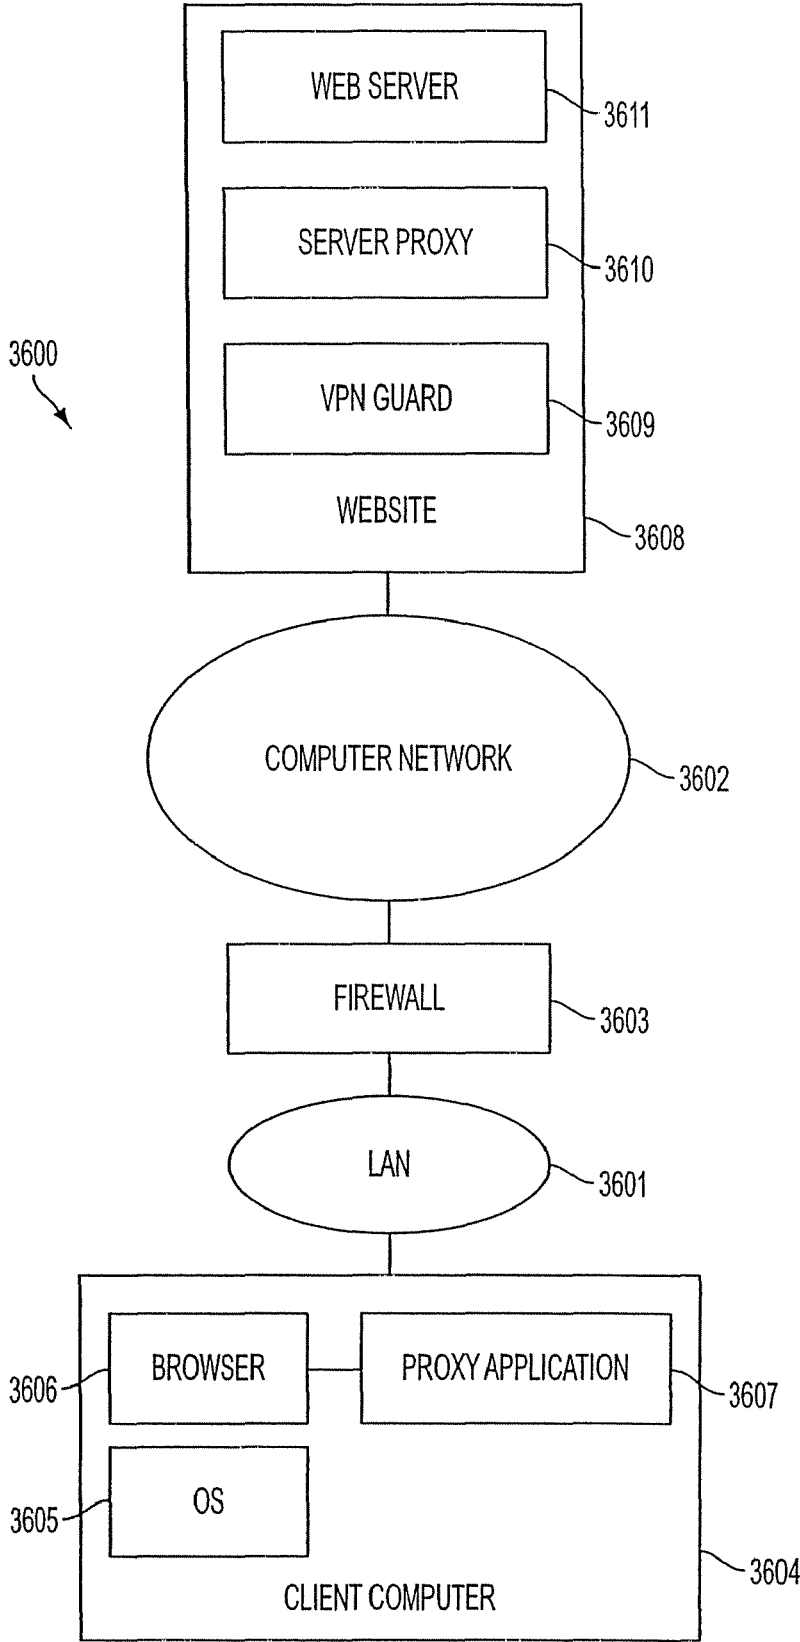 WEB SERVER
3611
SERVER PROXY
3610
3600
VPN GUARD
3609
WEBSITE
3608
COMPUTER NETWORK
3602
FIREWALL
3603
LAN
3601
BROWSER
PROXY APPLICATION
3606
3607
OS
3605
3604
CLIENT COMPUTER